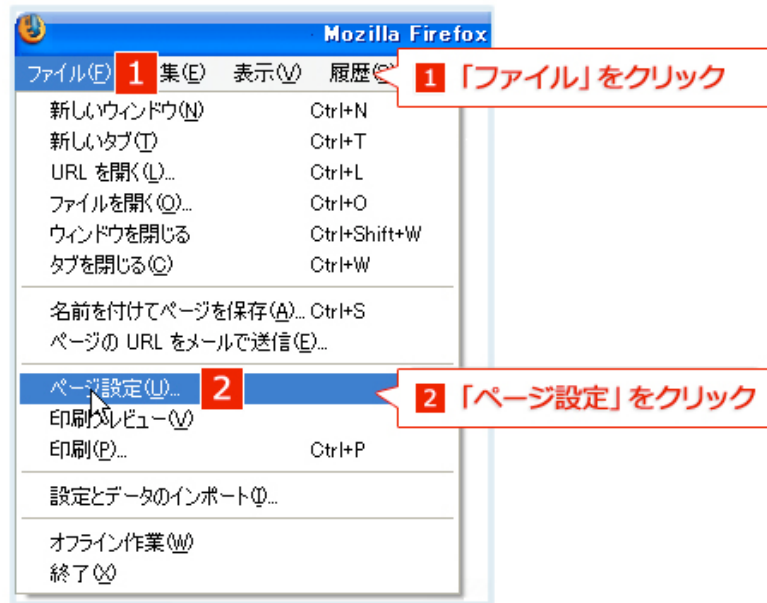 Mozilla Firefox
ファイル(F) 1 集(E) 表示(V) 履歴
1 「ファイル」をクリック
新しいウィンドウ(N) Ctrl+N
新しいタブ(T) Ctrl+T
URL を開く(L)... Ctrl+L
ファイルを開く(O)... Ctrl+O
ウィンドウを閉じる Ctrl+Shift+W
タブを閉じる(C) Ctrl+W
名前を付けてページを保存(A)... Ctrl+S
ページの URL をメールで送信(E)...
ページ設定(U)... 2
2 「ページ設定」をクリック
印刷プレビュー(V)
印刷(P)... Ctrl+P
設定とデータのインポート(I)...
オフライン作業(W)
終了(X)